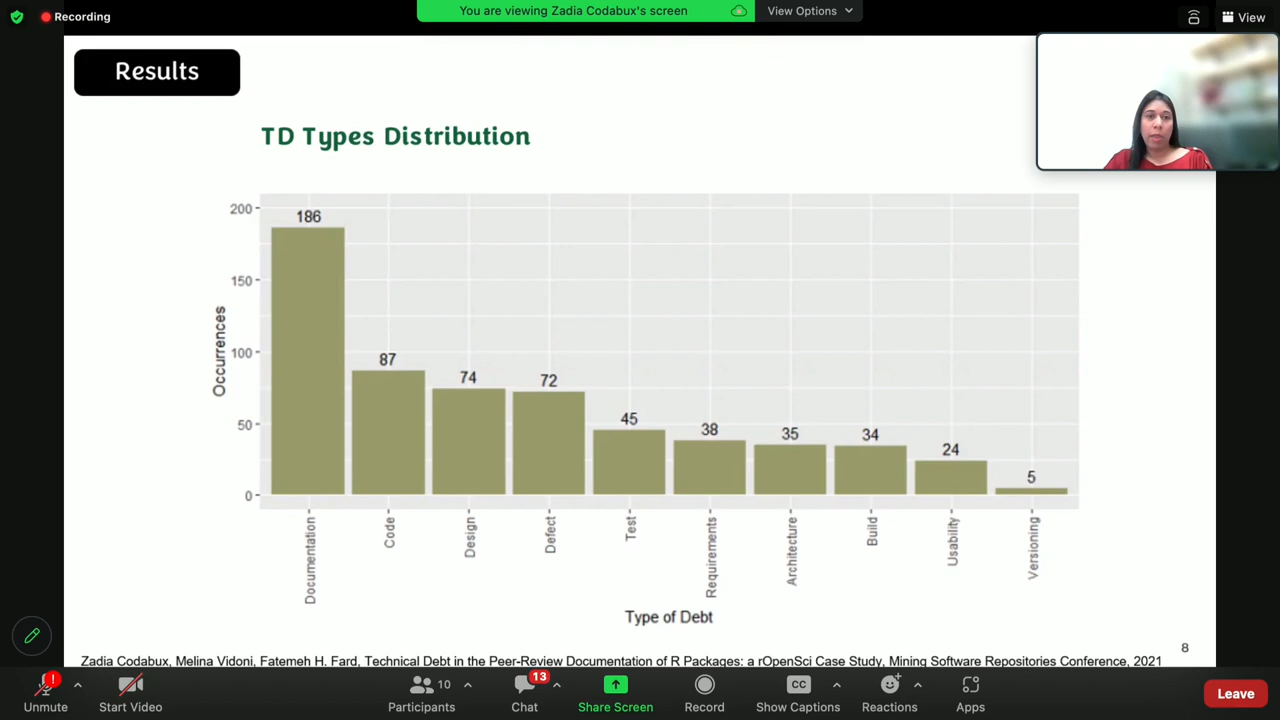 Recording
You are viewing Zadia Codabux's screen
View Options
View
Results
TD Types Distribution
Occurrences
200
150
100
50
0
186
87
74
72
45
38
35
34
24
5
Documentation
Code
Design
Defect
Test
Requirements
Architecture
Build
Usability
Versioning
Type of Debt
8
Zadia Codabux, Melina Vidoni, Fatemeh H. Fard, Technical Debt in the Peer-Review Documentation of R Packages: a rOpenSci Case Study, Mining Software Repositories Conference, 2021
!
10
13
CC
Unmute
Start Video
Participants
Chat
Share Screen
Record
Show Captions
Reactions
Apps
Leave